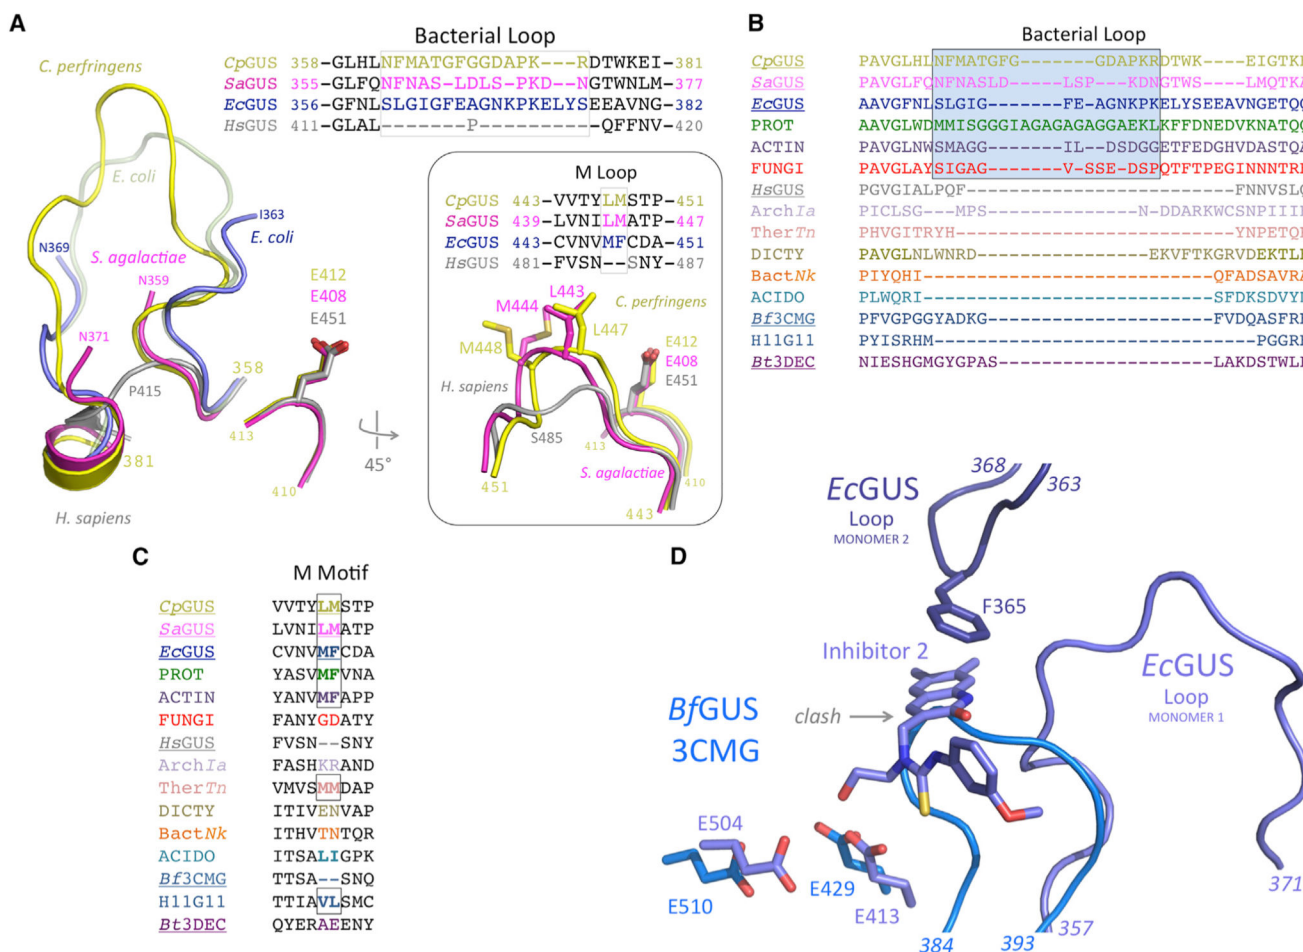 A
Bacterial Loop
CpGUS 358–GLHLNFMATGFGGDAPK---RDTWKEI–381
SaGUS 355–GLFQNFNAS-LDLS-PKD--NGTWNLM–377
EcGUS 356–GFNLSLGIGFEAGNKPKELYSEEAVNG–382
HsGUS 411–GLAL--------P--------QFFNV–420
C. perfringens
E. coli
I363
E. coli
N369
S. agalactiae
N359
N371
E412
E408
E451
P415
358
413
381
410
H. sapiens
45°
M Loop
CpGUS 443–VVTYLMSTP–451
SaGUS 439–LVNILMATP–447
EcGUS 443–CVNVMFCDA–451
HsGUS 481–FVSN--SNY–487
L443
M444
C. perfringens
L447
M448
E412
E408
E451
H. sapiens
S485
413
410
S. agalactiae
451
443
B
Bacterial Loop
CpGUS PAVGLHLNFMATGFG-------GDAPKRDTWK----EIGTK
SaGUS PAVGLFQNFNASLD-------LSP--KDNGTWS---LMQTKA
EcGUS AAVGFNLSLGIG-------FE-AGNKPKELYSEEAVNGETQ
PROT AAVGLWDMMISGGGIAGAGAGAGGAEKLKFFDNEDVKNATQ
ACTIN PAVGLNWSMAGG-------IL--DSDGGETFEDGHVDASTQ
FUNGI PAVGLAYSIGAG-------V-SSEDSPQTFTPEGINNNTR
HsGUS PGVGIALPQF-----------------------FNNVSL
ArchIa PICLSG---MPS---------------N-DDARKWCSNPIII
TherTn PHVGITRYH------------------------YNPETQ
DICTY PAVGLNLWNRD---------------EKVFTKGRVDEKTL
BactNk PIYQHI-----------------------QFADSAVR
ACIDO PLWQRI-----------------------SFDKSDVY
Bf3CMG PFVGPGGYADKG------------------FVDQASFR
H11G11 PYISRHM---------------------------PGGR
Bt3DEC NIESHGMGYGPAS-----------------LAKDSTWL
C
M Motif
CpGUS VVTYLMSTP
SaGUS LVNILMATP
EcGUS CVNVMFCDA
PROT YASVMFVNA
ACTIN YANVMFAPP
FUNGI FANYGDATY
HsGUS FVSN--SNY
ArchIa FASHKRAND
TherTn VMVSMMDAP
DICTY ITIVENVAP
BactNk ITHVTNTQR
ACIDO ITSALIGPK
Bf3CMG TTSA--SNQ
H11G11 TTIAVLSMC
Bt3DEC QYERAEENY
D
368
363
EcGUS
Loop
MONOMER 2
F365
Inhibitor 2
EcGUS
Loop
MONOMER 1
BfGUS
3CMG
clash
E504
E510
E429
E413
371
357
384
393